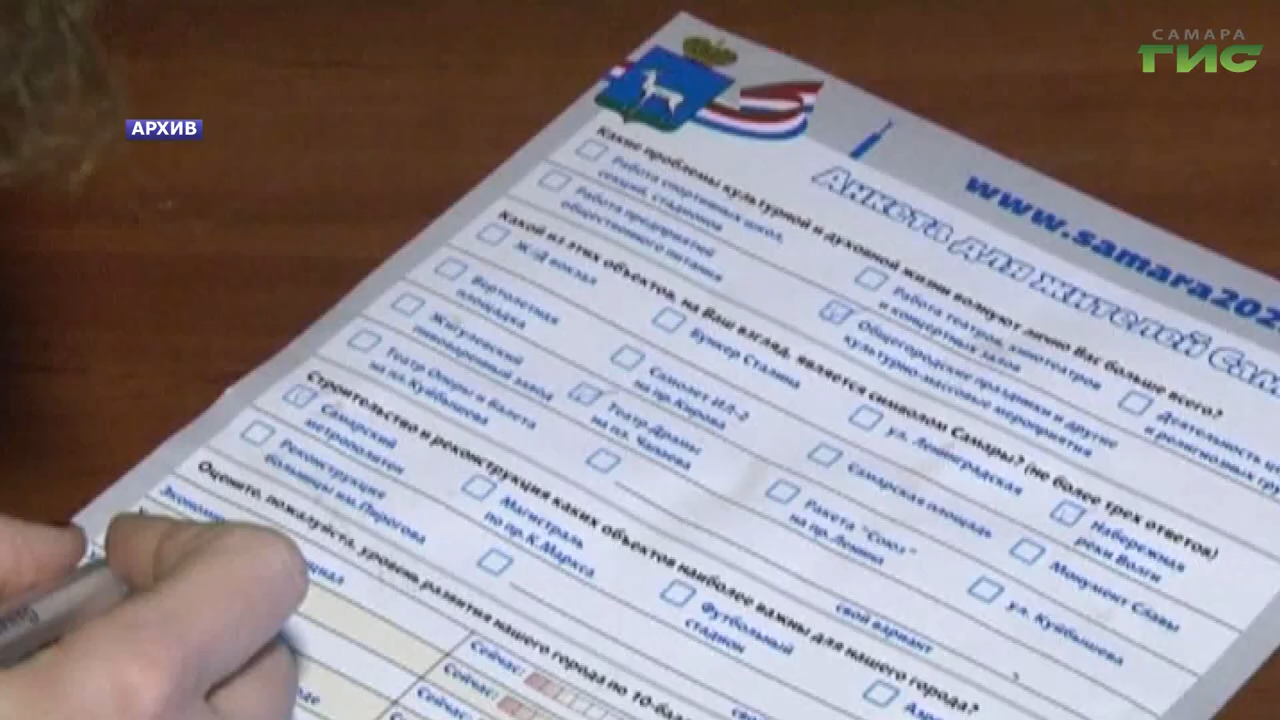 САМАРА
ГИС
АРХИВ
www.samara202
Анкета для жителей Сам
Какие проблемы культурной и духовной жизни волнуют лично Вас больше всего?
Работа спортивных школ,
секций, стадионов
Работа театров, кинотеатров
и концертных залов
Деятельность це
и религиозных гру
Работа предприятий
общественного питания
Общегородские праздники и другие
культурно-массовые мероприятия
Какой из этих объектов, на Ваш взгляд, является символом Самары? (не более трех ответов)
Ж/Д вокзал
Бункер Сталина
ул. Ленинградская
Набережная
реки Волги
Вертолетная
площадка
Самолет ИЛ-2
на пр. Кирова
Самарская площадь
Монумент Славы
Жигулевский
пивоваренный завод
Театр Драмы
на пл. Чапаева
Ракета "Союз"
на пр. Ленина
ул. Куйбышева
Театр Оперы и Балета
на пл. Куйбышева
свой вариант
Строительство и реконструкция каких объектов наиболее важны для нашего города?
Самарский
метрополитен
Магистраль
по пр. К. Маркса
Футбольный
стадион
Аэро
Реконструкция
больницы им. Пирогова
Оцените, пожалуйста, уровень развития нашего города по 10-бал
Эконом
Сейчас:
Сейчас: